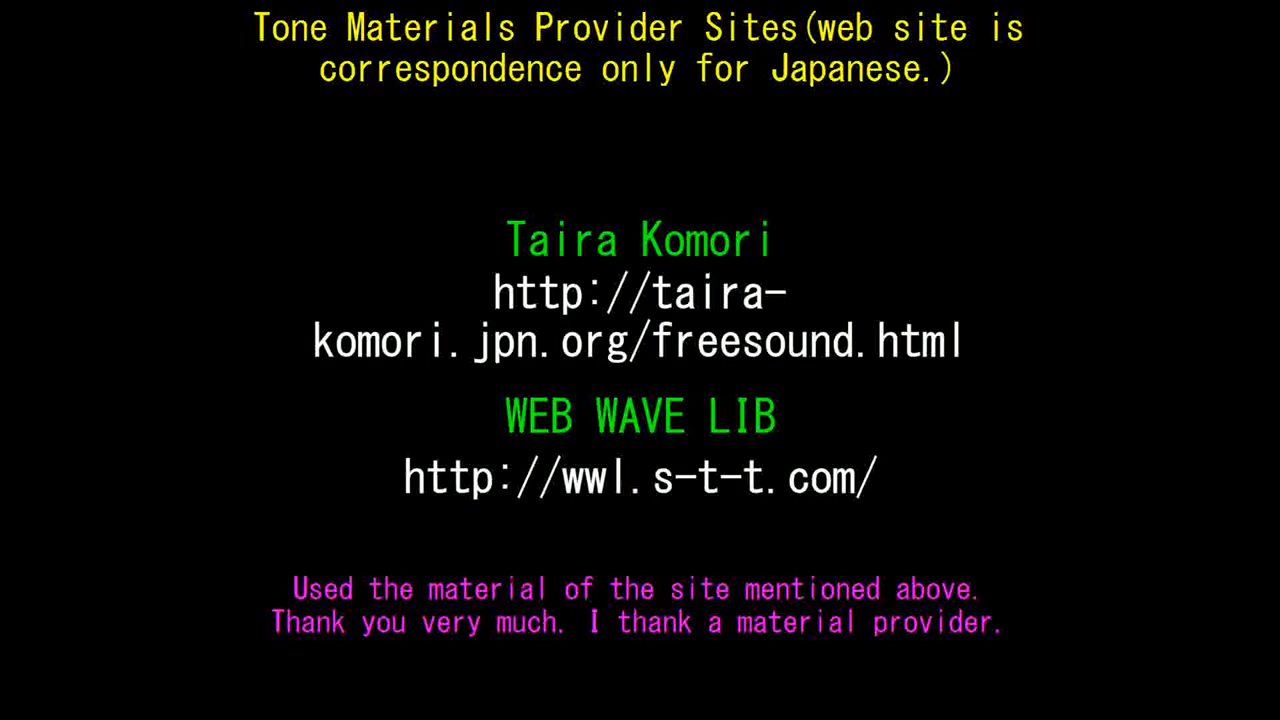 Tone Materials Provider Sites(web site is
correspondence only for Japanese.)
Taira Komori
http://taira-
komori.jpn.org/freesound.html
WEB WAVE LIB
http://wwl.s-t-t.com/
Used the material of the site mentioned above.
Thank you very much. I thank a material provider.